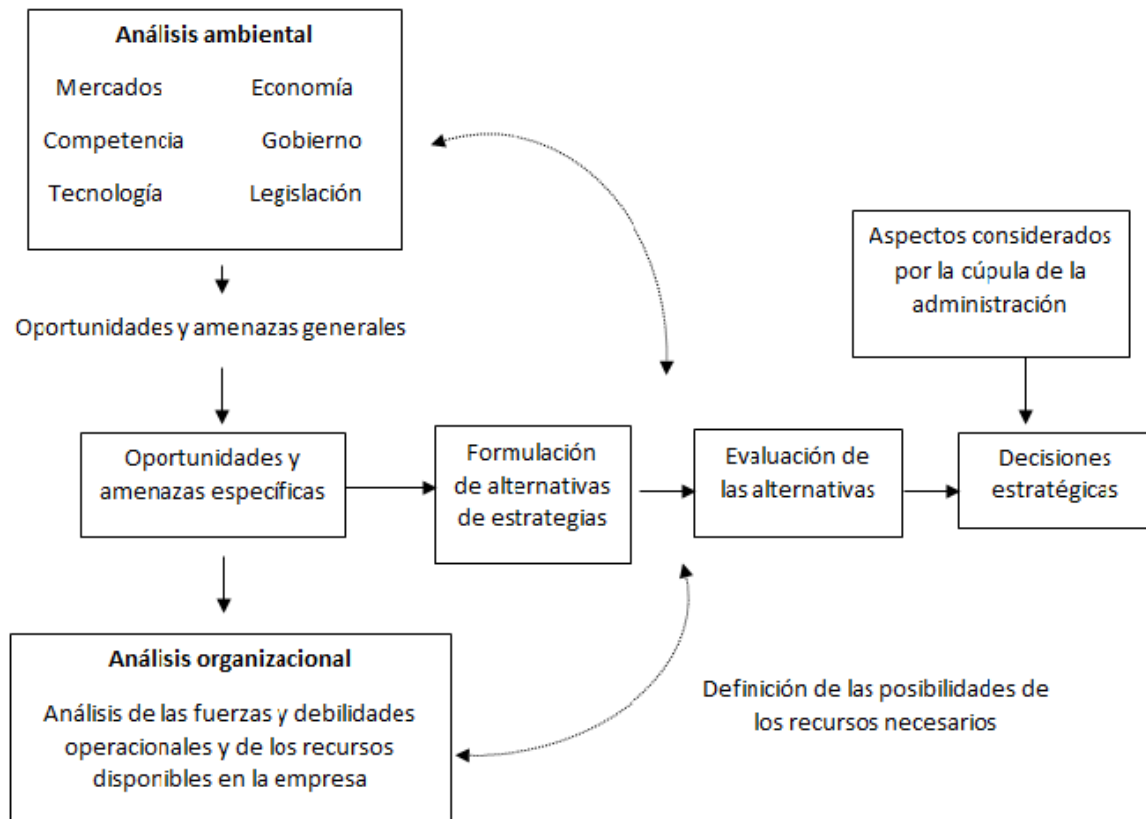 Análisis ambiental
Mercados Economía
Competencia Gobierno
Tecnología Legislación
Oportunidades y amenazas generales
Aspectos considerados
por la cúpula de la
administración
Oportunidades y
amenazas específicas
Formulación
de alternativas
de estrategias
Evaluación de
las alternativas
Decisiones
estratégicas
Análisis organizacional
Análisis de las fuerzas y debilidades
operacionales y de los recursos
disponibles en la empresa
Definición de las posibilidades de
los recursos necesarios